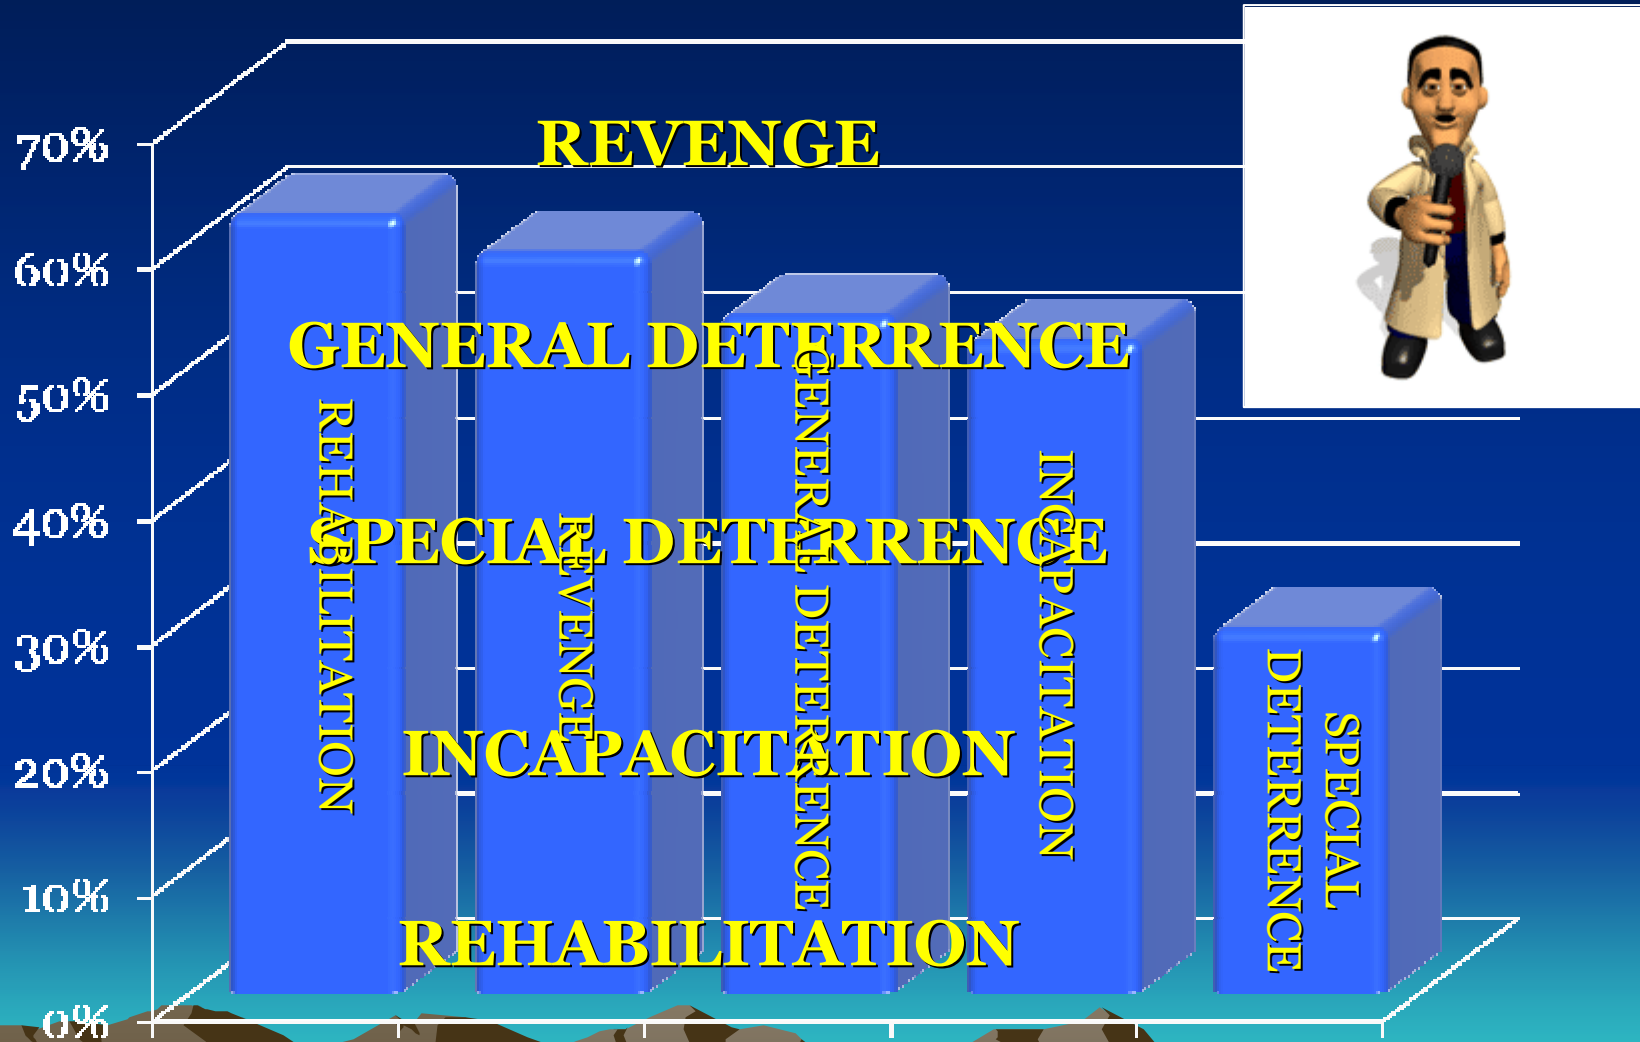 REVENGE
GENERAL DETERRENCE
SPECIAL DETERRENCE
INCAPACITATION
REHABILITATION
70%
60%
50%
40%
30%
20%
10%
0%
REHABILITATION
REVENGE
GENERAL DETERRENCE
INCAPACITATION
SPECIAL
DETERRENCE